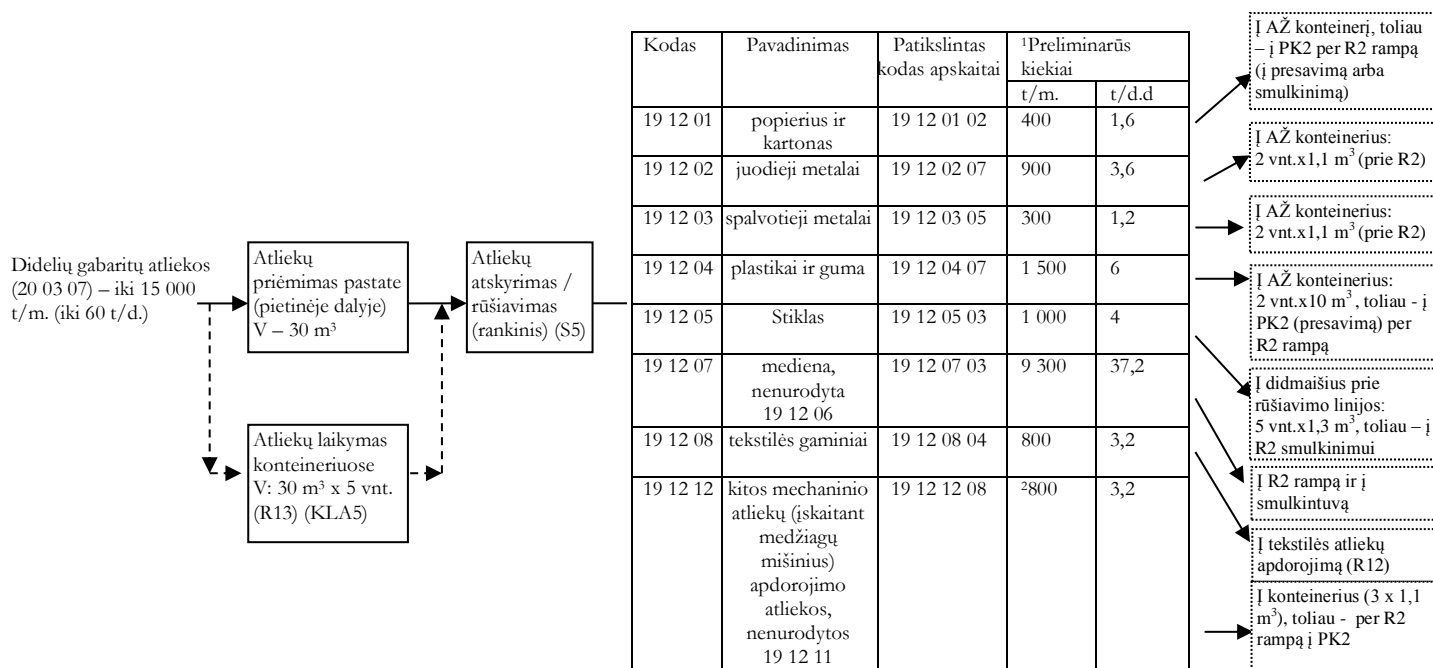 Didelių gabaritų atliekos
(20 03 07) – iki 15 000
t/m. (iki 60 t/d.)
Atliekų
priėmimas pastate
(pietinėje dalyje)
V – 30 m³
Atliekų laikymas
konteineriuose
V: 30 m³ x 5 vnt.
(R13) (KLA5)
Atliekų
atskyrimas /
rūšiavimas
(rankinis) (S5)
Kodas Pavadinimas Patikslintas ¹Preliminarūs
kodas apskaitai kiekiai
t/m. t/d.d
19 12 01 popierius ir 19 12 01 02 400 1,6
kartonas
19 12 02 juodieji metalai 19 12 02 07 900 3,6
19 12 03 spalvotieji metalai 19 12 03 05 300 1,2
19 12 04 plastikai ir guma 19 12 04 07 1 500 6
19 12 05 Stiklas 19 12 05 03 1 000 4
19 12 07 mediena, 19 12 07 03 9 300 37,2
nenurodyta
19 12 06
19 12 08 tekstilės gaminiai 19 12 08 04 800 3,2
19 12 12 kitos mechaninio 19 12 12 08 ²800 3,2
atliekų (įskaitant
medžiagų
mišinius)
apdorojimo
atliekos,
nenurodytos
19 12 11
Į AŽ konteinerį, toliau
– į PK2 per R2 rampą
(į presavimą arba
smulkinimą)
Į AŽ konteinerius:
2 vnt.x1,1 m³ (prie R2)
Į AŽ konteinerius:
2 vnt.x1,1 m³ (prie R2)
Į AŽ konteinerius:
2 vnt.x10 m³, toliau - į
PK2 (presavimą) per
R2 rampą
Į didmaišius prie
rūšiavimo linijos:
5 vnt.x1,3 m³, toliau – į
R2 smulkinimui
Į R2 rampą ir į
smulkintuvą
Į tekstilės atliekų
apdorojimą (R12)
Į konteinerius (3 x 1,1
m³), toliau - per R2
rampą į PK2